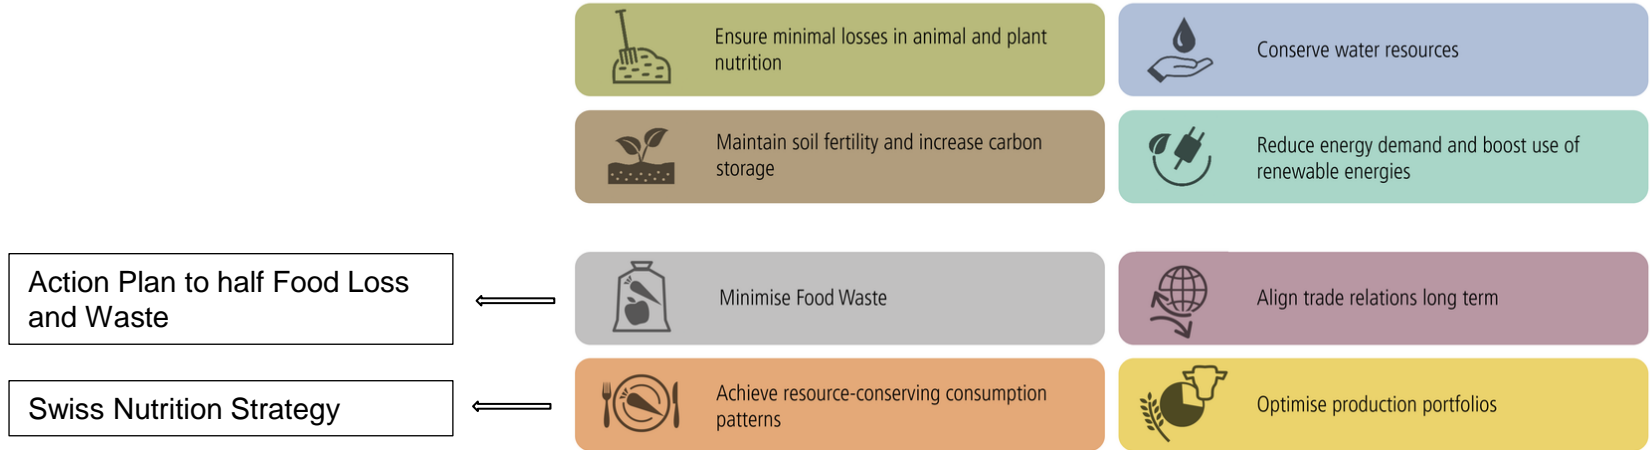 Ensure minimal losses in animal and plant
nutrition
Conserve water resources
Maintain soil fertility and increase carbon
storage
Reduce energy demand and boost use of
renewable energies
Action Plan to half Food Loss
and Waste
Minimise Food Waste
Align trade relations long term
Swiss Nutrition Strategy
Achieve resource-conserving consumption
patterns
Optimise production portfolios